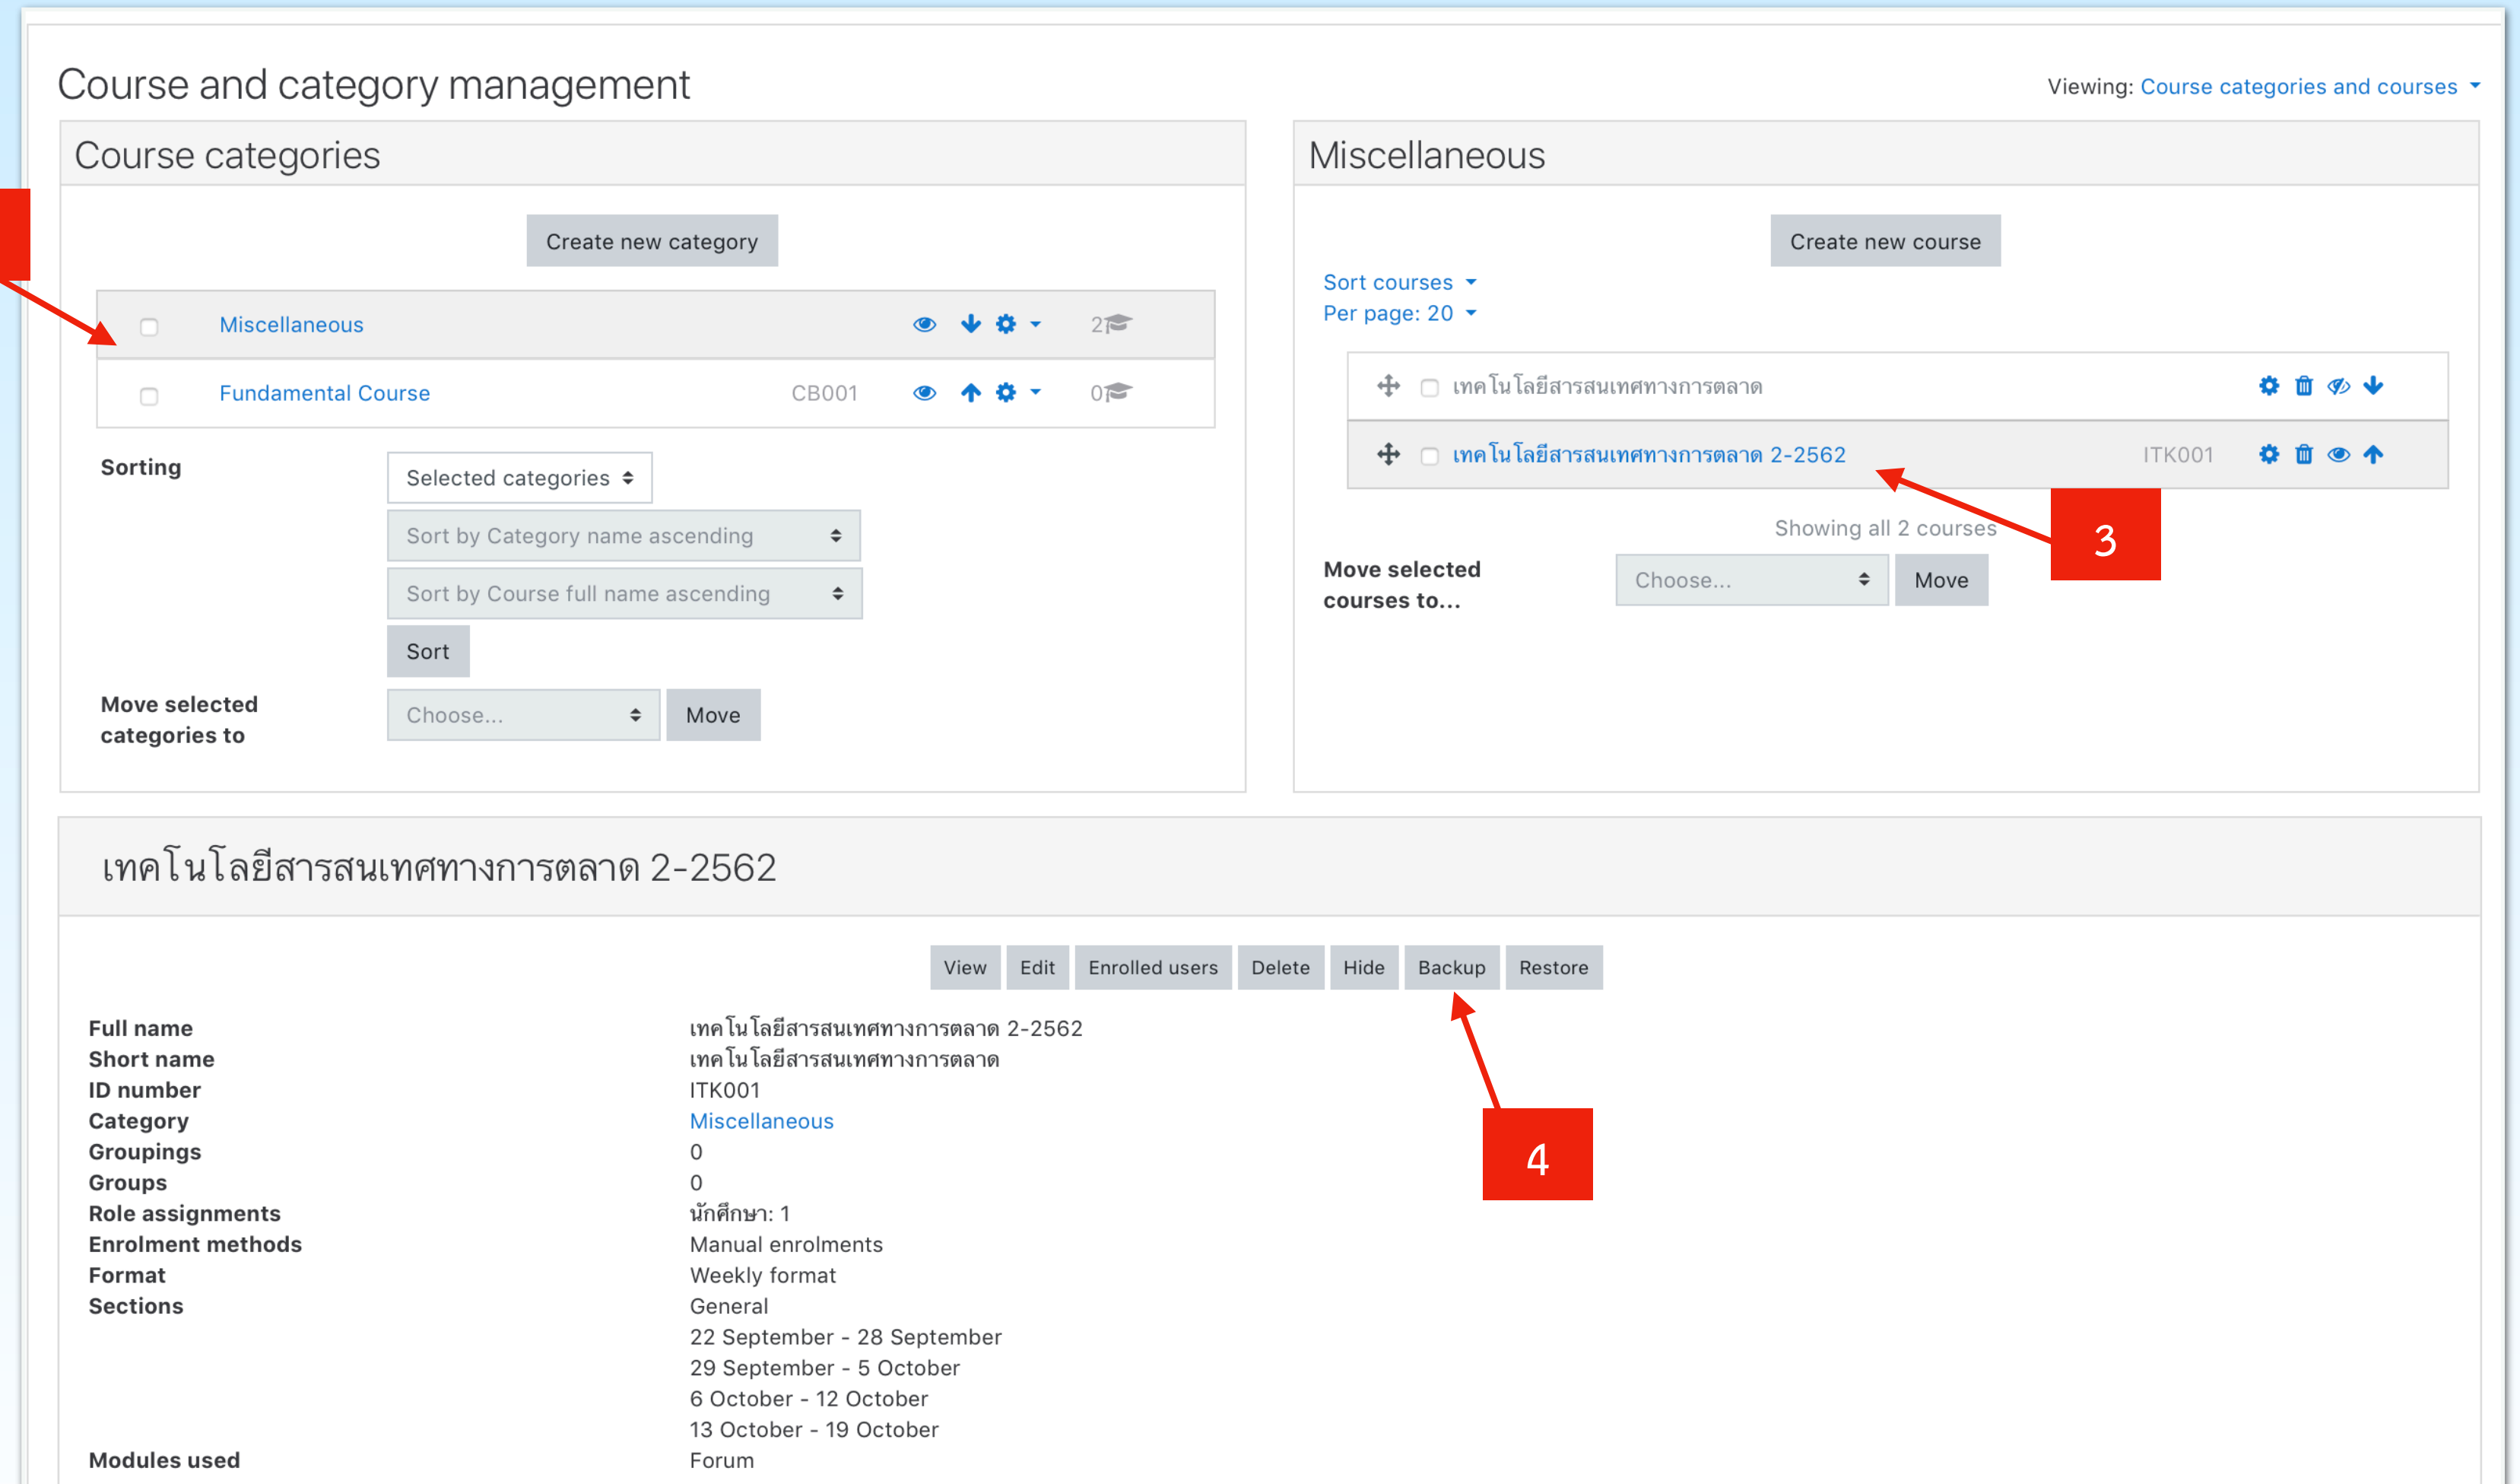 Course and category management
Viewing: Course categories and courses
Course categories
Create new category
Miscellaneous 2
Fundamental Course CB001 0
Sorting
Selected categories
Sort by Category name ascending
Sort by Course full name ascending
Sort
Move selected
categories to
Choose... Move
Miscellaneous
Create new course
Sort courses
Per page: 20
เทคโนโลยีสารสนเทศทางการตลาด
เทคโนโลยีสารสนเทศทางการตลาด 2-2562 ITK001
Showing all 2 courses
3
Move selected
courses to...
Choose... Move
เทคโนโลยีสารสนเทศทางการตลาด 2-2562
View Edit Enrolled users Delete Hide Backup Restore
4
Full name เทคโนโลยีสารสนเทศทางการตลาด 2-2562
Short name เทคโนโลยีสารสนเทศทางการตลาด
ID number ITK001
Category Miscellaneous
Groupings 0
Groups 0
Role assignments นักศึกษา: 1
Enrolment methods Manual enrolments
Format Weekly format
Sections General
22 September - 28 September
29 September - 5 October
6 October - 12 October
13 October - 19 October
Modules used Forum